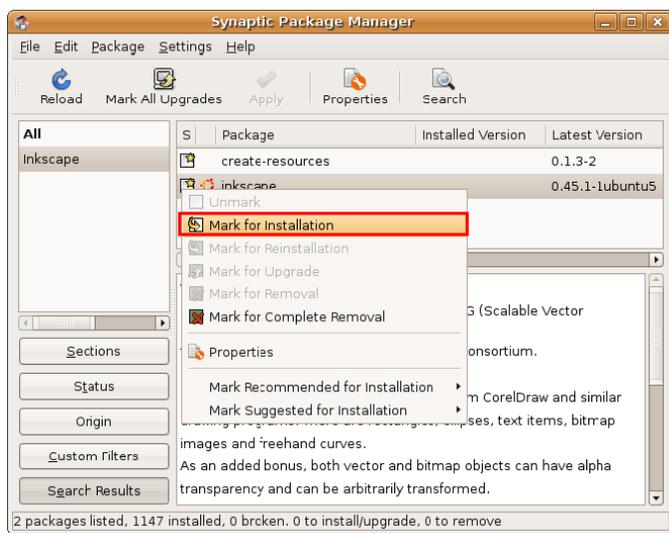 Synaptic Package Manager
File Edit Package Settings Help
Reload Mark All Upgrades Apply Properties Search
All
Inkscape
S Package Installed Version Latest Version
create-resources 0.1.3-2
inkscape 0.45.1-1ubuntu5
Unmark
Mark for Installation
Mark for Reinstallation
Mark for Upgrade
Mark for Removal
Mark for Complete Removal
Properties
Mark Recommended for Installation
Mark Suggested for Installation
G (Scalable Vector
onsortium.
m CorelDraw and similar
text items, bitmap
images and freehand curves.
As an added bonus, both vector and bitmap objects can have alpha
transparency and can be arbitrarily transformed.
Sections
Status
Origin
Custom Filters
Search Results
2 packages listed, 1147 installed, 0 broken. 0 to install/upgrade, 0 to remove